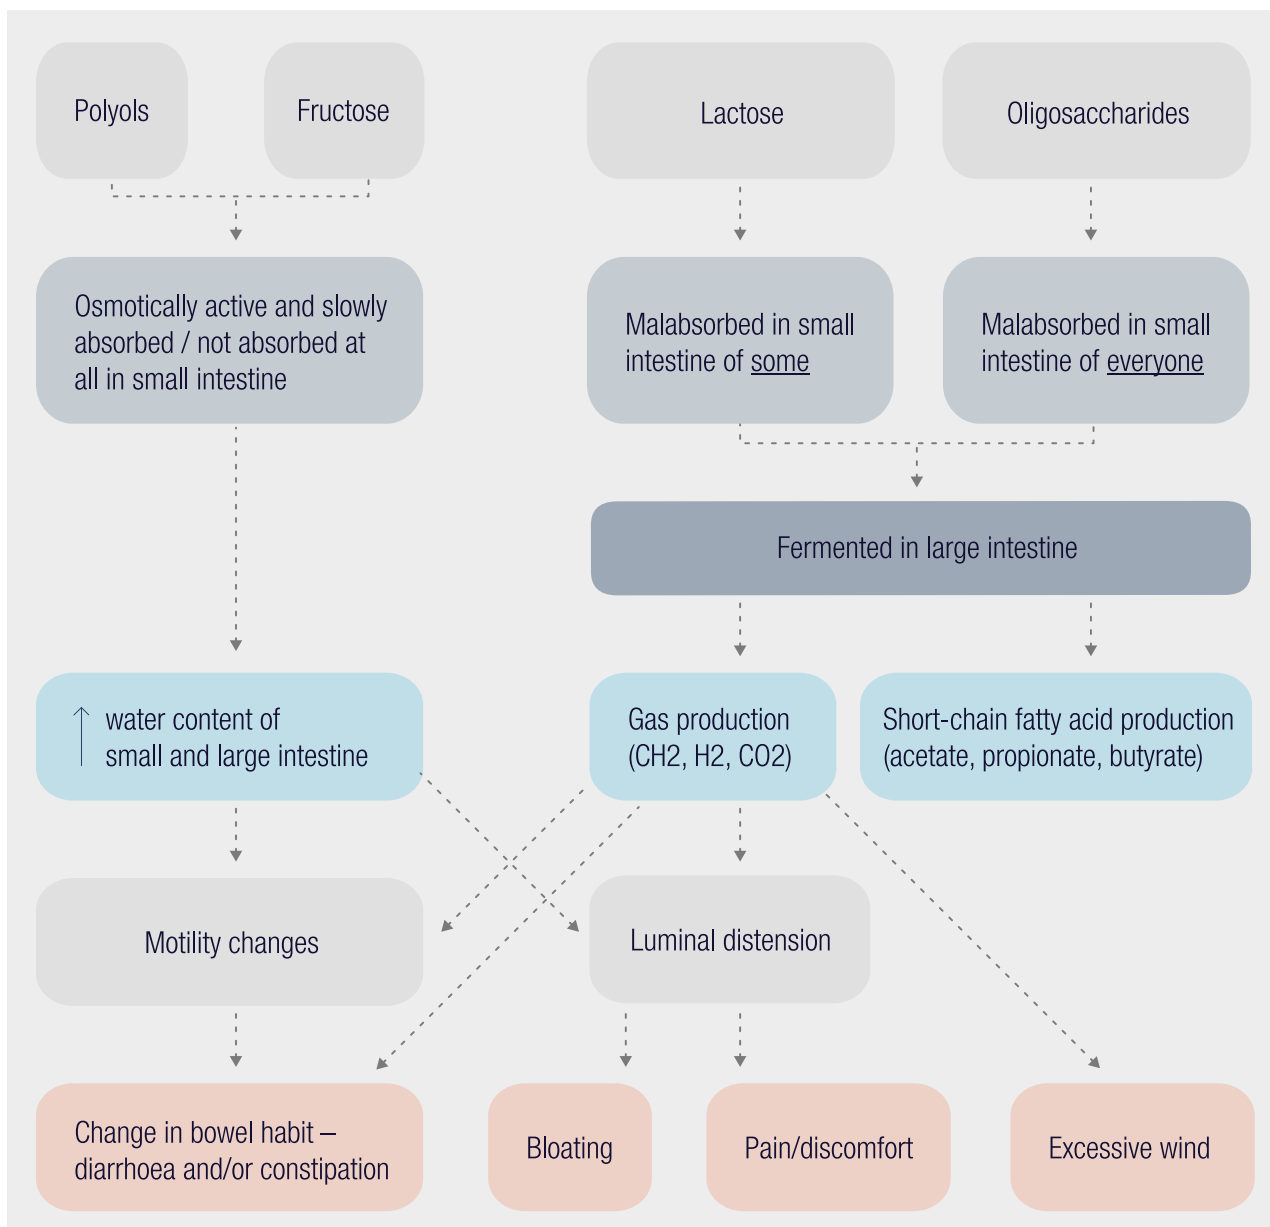 Polyols
Fructose
Lactose
Oligosaccharides
Osmotically active and slowly
absorbed / not absorbed at
all in small intestine
Malabsorbed in small
intestine of some
Malabsorbed in small
intestine of everyone
Fermented in large intestine
↑ water content of
small and large intestine
Gas production
(CH2, H2, CO2)
Short-chain fatty acid production
(acetate, propionate, butyrate)
Motility changes
Luminal distension
Change in bowel habit –
diarrhoea and/or constipation
Bloating
Pain/discomfort
Excessive wind